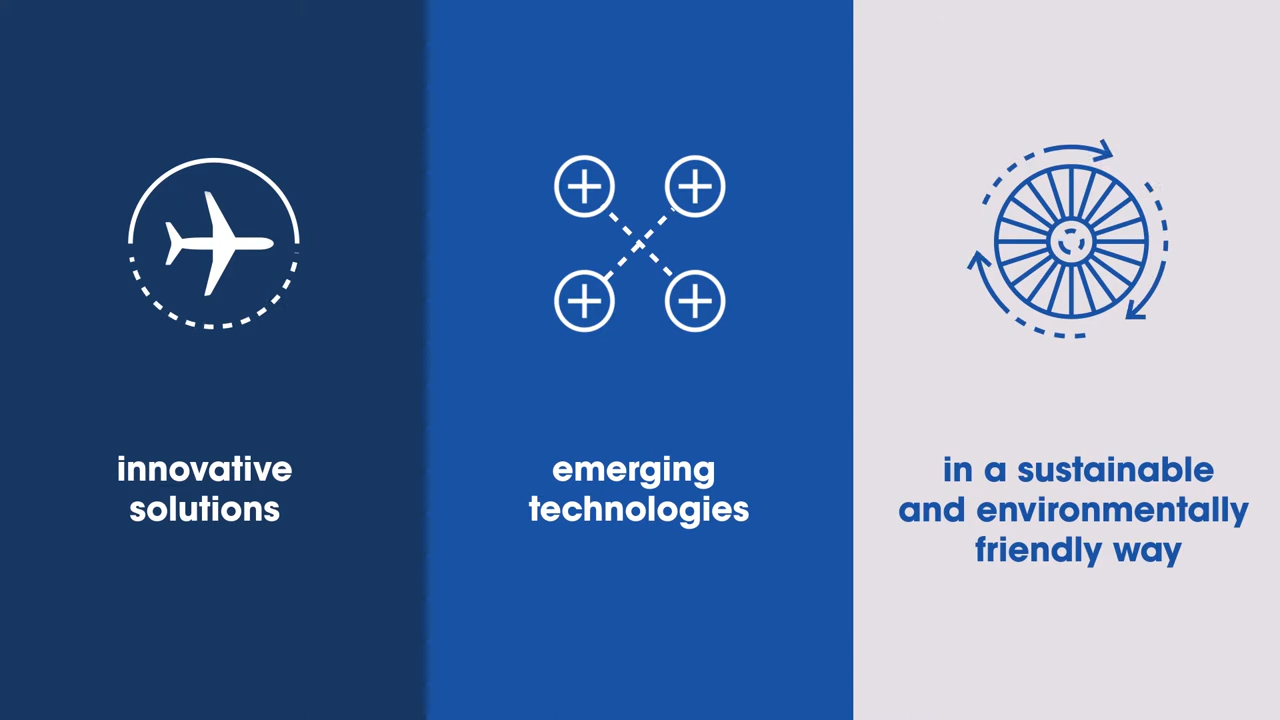 innovative
solutions
emerging
technologies
in a sustainable
and environmentally
friendly way